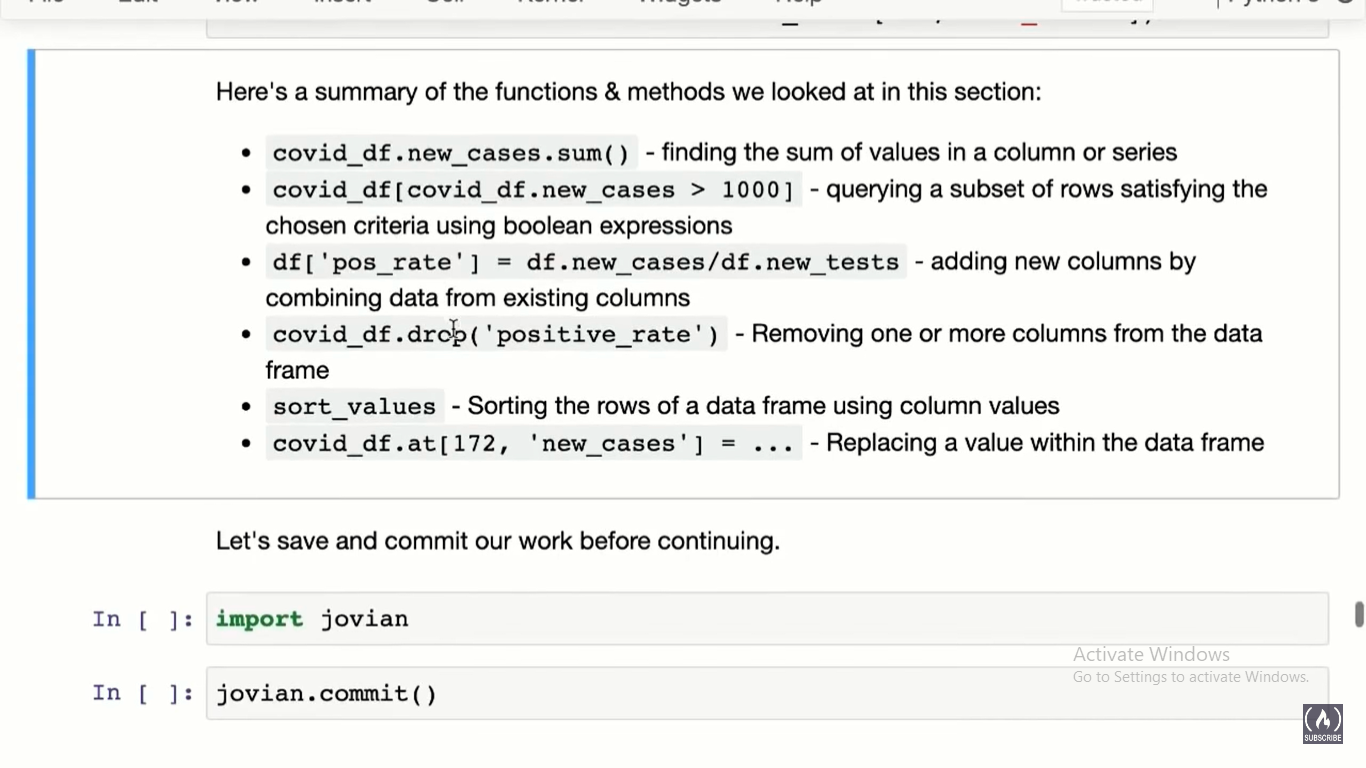 Here's a summary of the functions & methods we looked at in this section:
• covid_df.new_cases.sum() - finding the sum of values in a column or series
• covid_df[covid_df.new_cases > 1000] - querying a subset of rows satisfying the
chosen criteria using boolean expressions
• df['pos_rate'] = df.new_cases/df.new_tests - adding new columns by
combining data from existing columns
• covid_df.drop('positive_rate') - Removing one or more columns from the data
frame
• sort_values - Sorting the rows of a data frame using column values
• covid_df.at[172, 'new_cases'] = ... - Replacing a value within the data frame
Let's save and commit our work before continuing.
In [ ]: import jovian
Activate Windows
Go to Settings to activate Windows.
In [ ]: jovian.commit()
SUBSCRIBE